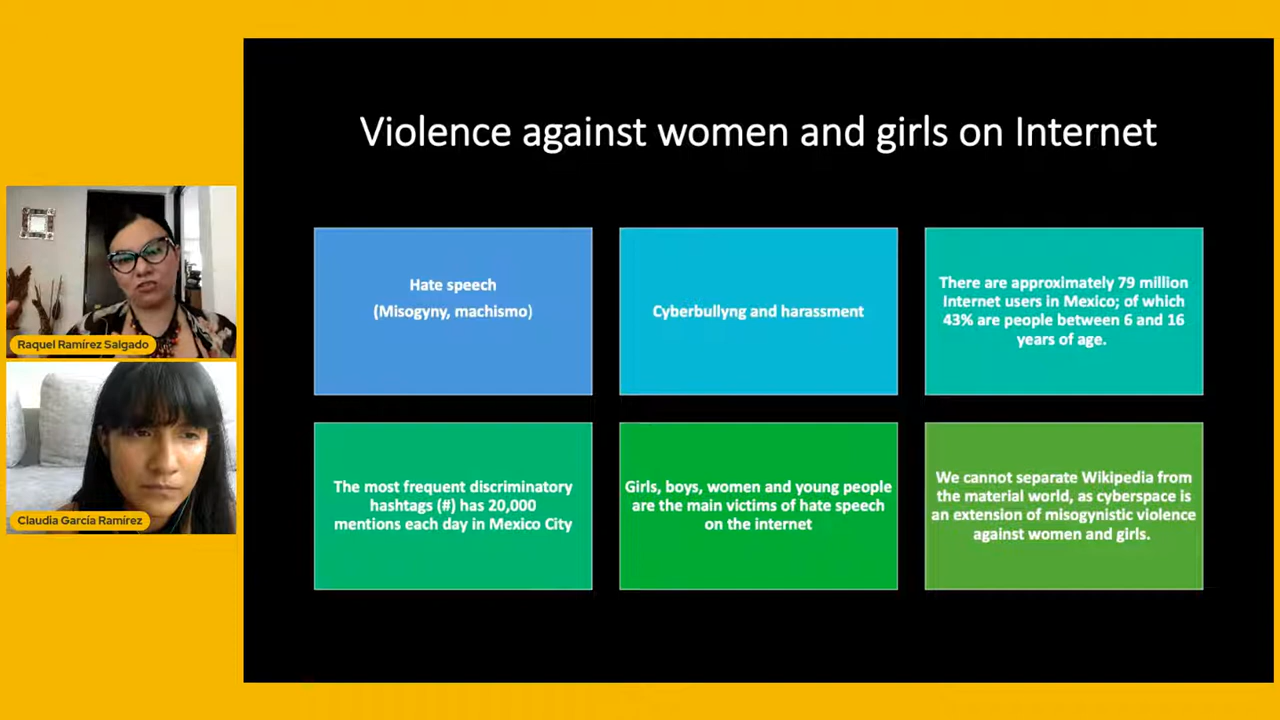 Violence against women and girls on Internet
Hate speech
(Misogyny, machismo)
Cyberbullyng and harassment
There are approximately 79 million
Internet users in Mexico; of which
43% are people between 6 and 16
years of age.
The most frequent discriminatory
hashtags (#) has 20,000
mentions each day in Mexico City
Girls, boys, women and young people
are the main victims of hate speech
on the internet
We cannot separate Wikipedia from
the material world, as cyberspace is
an extension of misogynistic violence
against women and girls.
Raquel Ramírez Salgado
Claudia García Ramírez